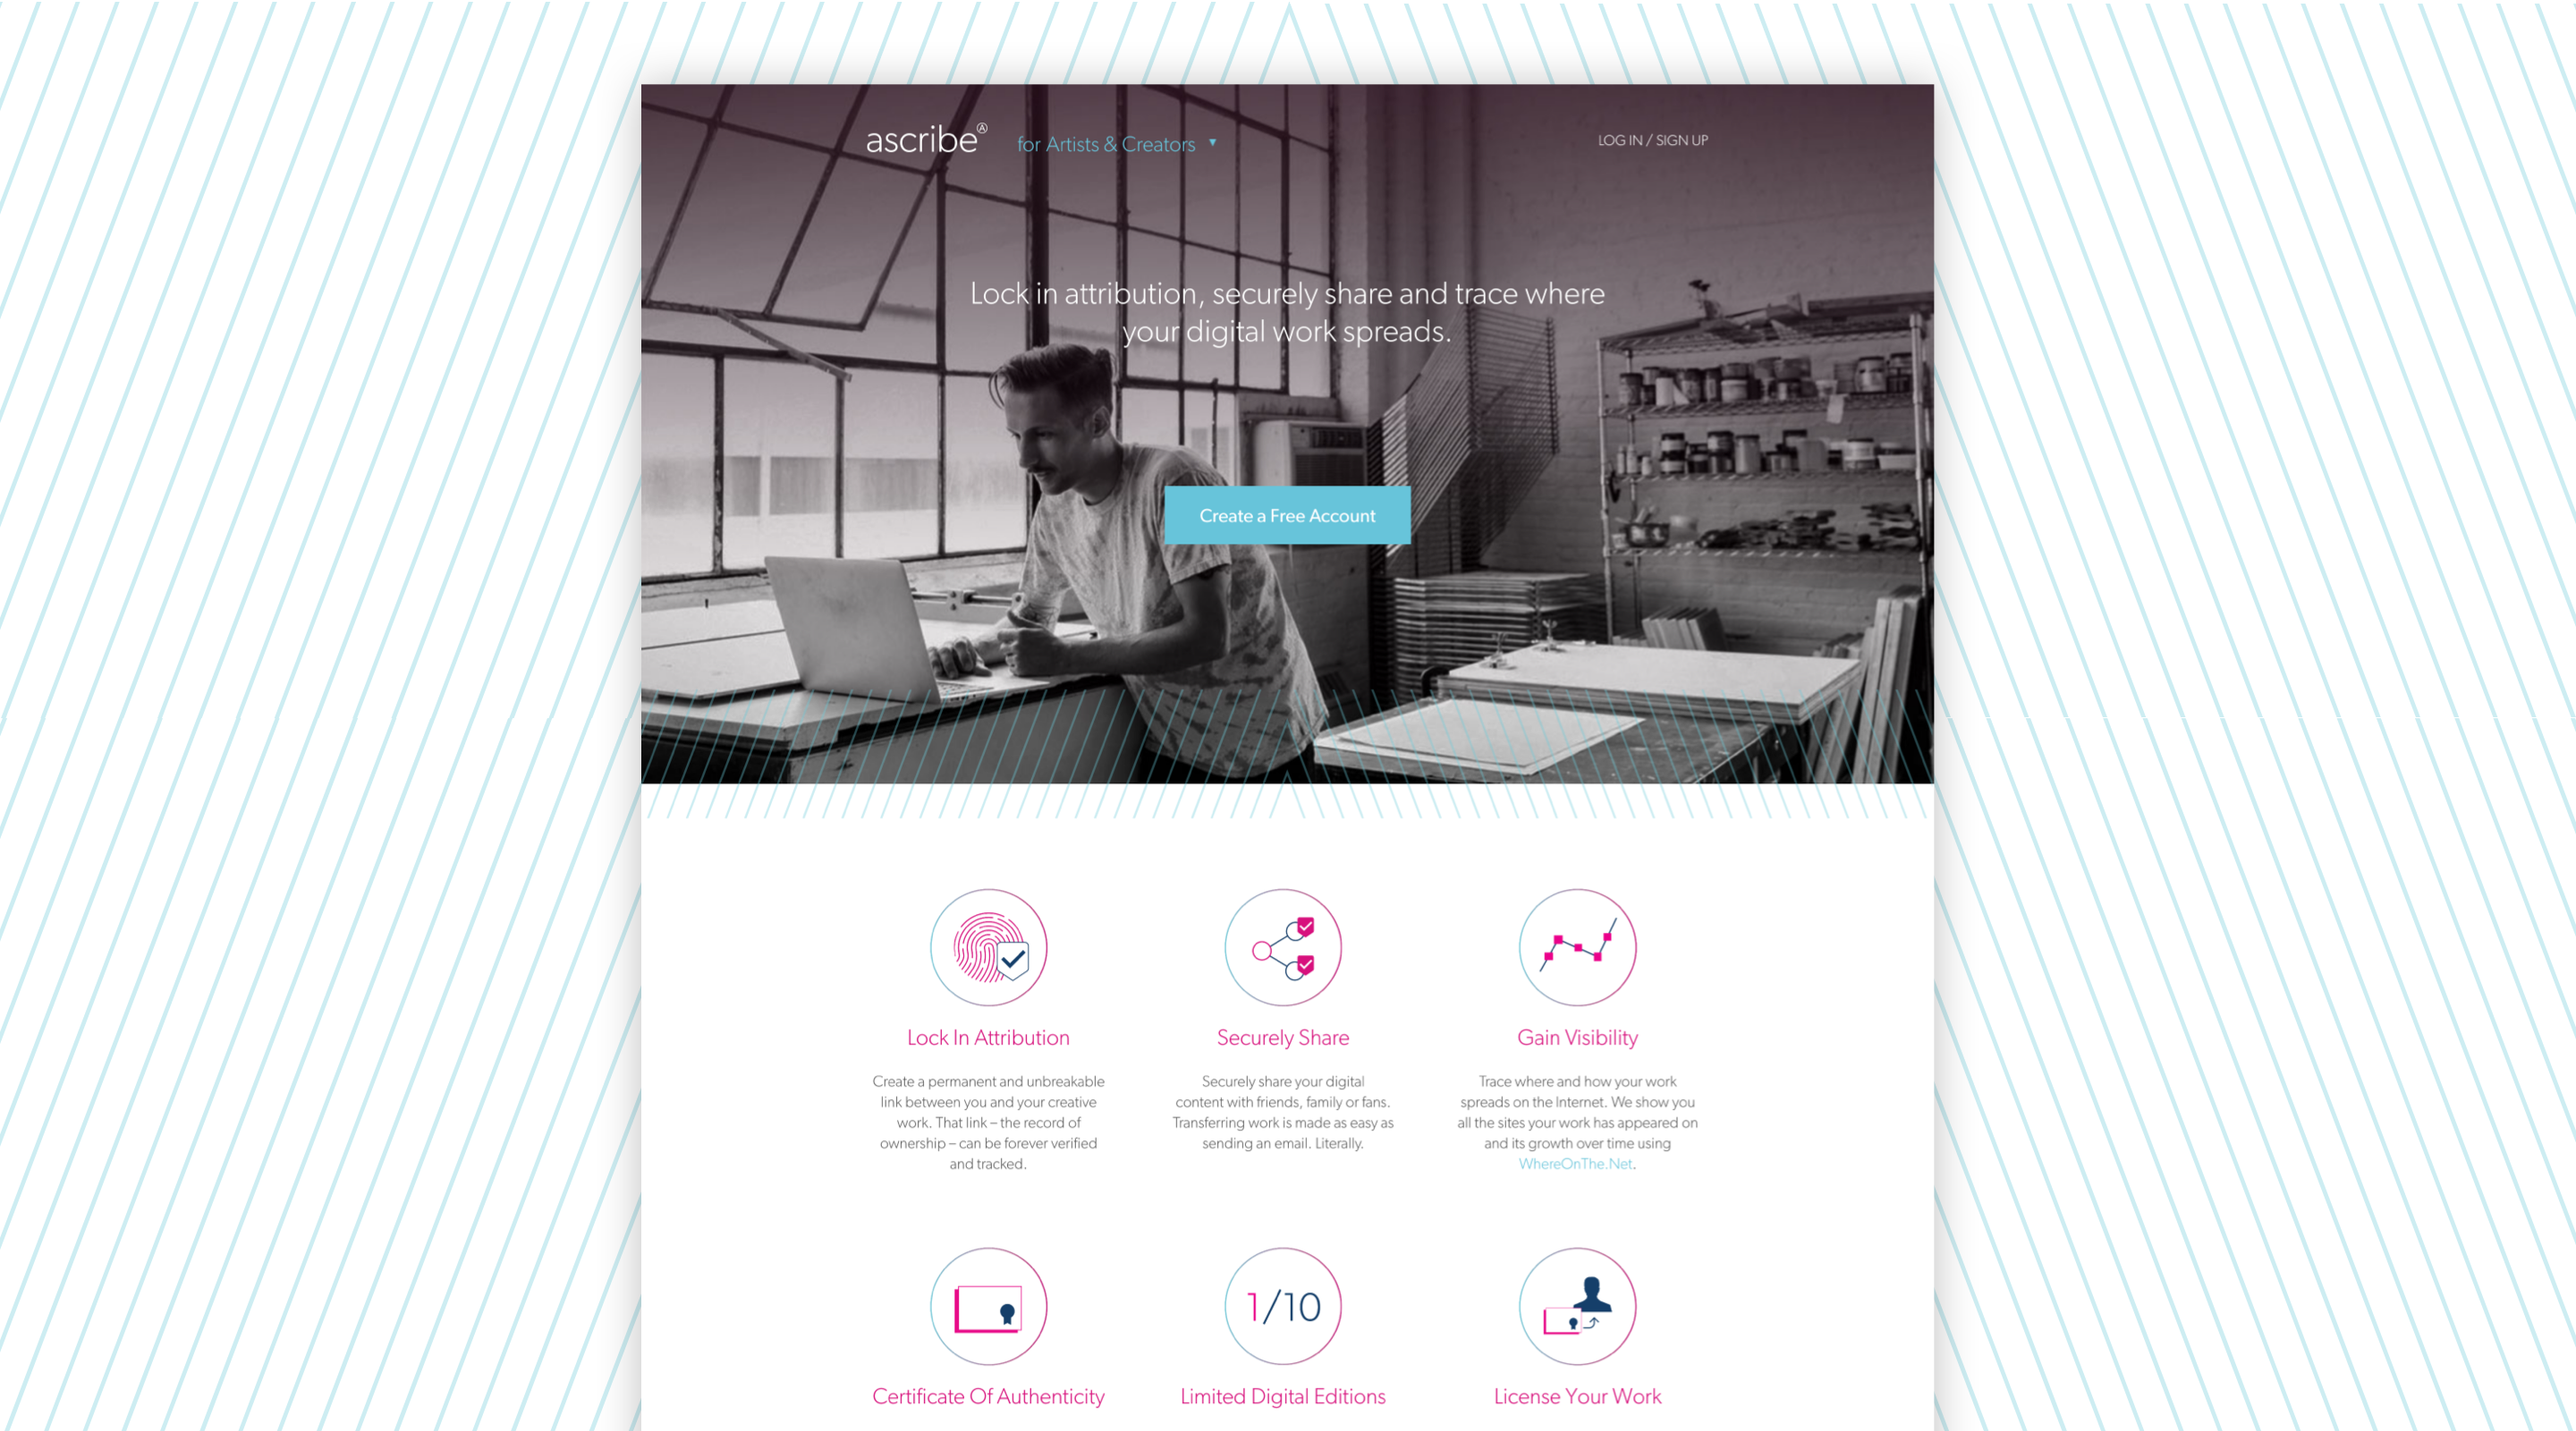 ascribeⒶ
for Artists & Creators ▼
LOG IN / SIGN UP
Lock in attribution, securely share and trace where
your digital work spreads.
Create a Free Account
Lock In Attribution
Create a permanent and unbreakable
link between you and your creative
work. That link – the record of
ownership – can be forever verified
and tracked.
Securely Share
Securely share your digital
content with friends, family or fans.
Transferring work is made as easy as
sending an email. Literally.
Gain Visibility
Trace where and how your work
spreads on the Internet. We show you
all the sites your work has appeared on
and its growth over time using
WhereOnThe.Net.
Certificate Of Authenticity
1/10
Limited Digital Editions
License Your Work